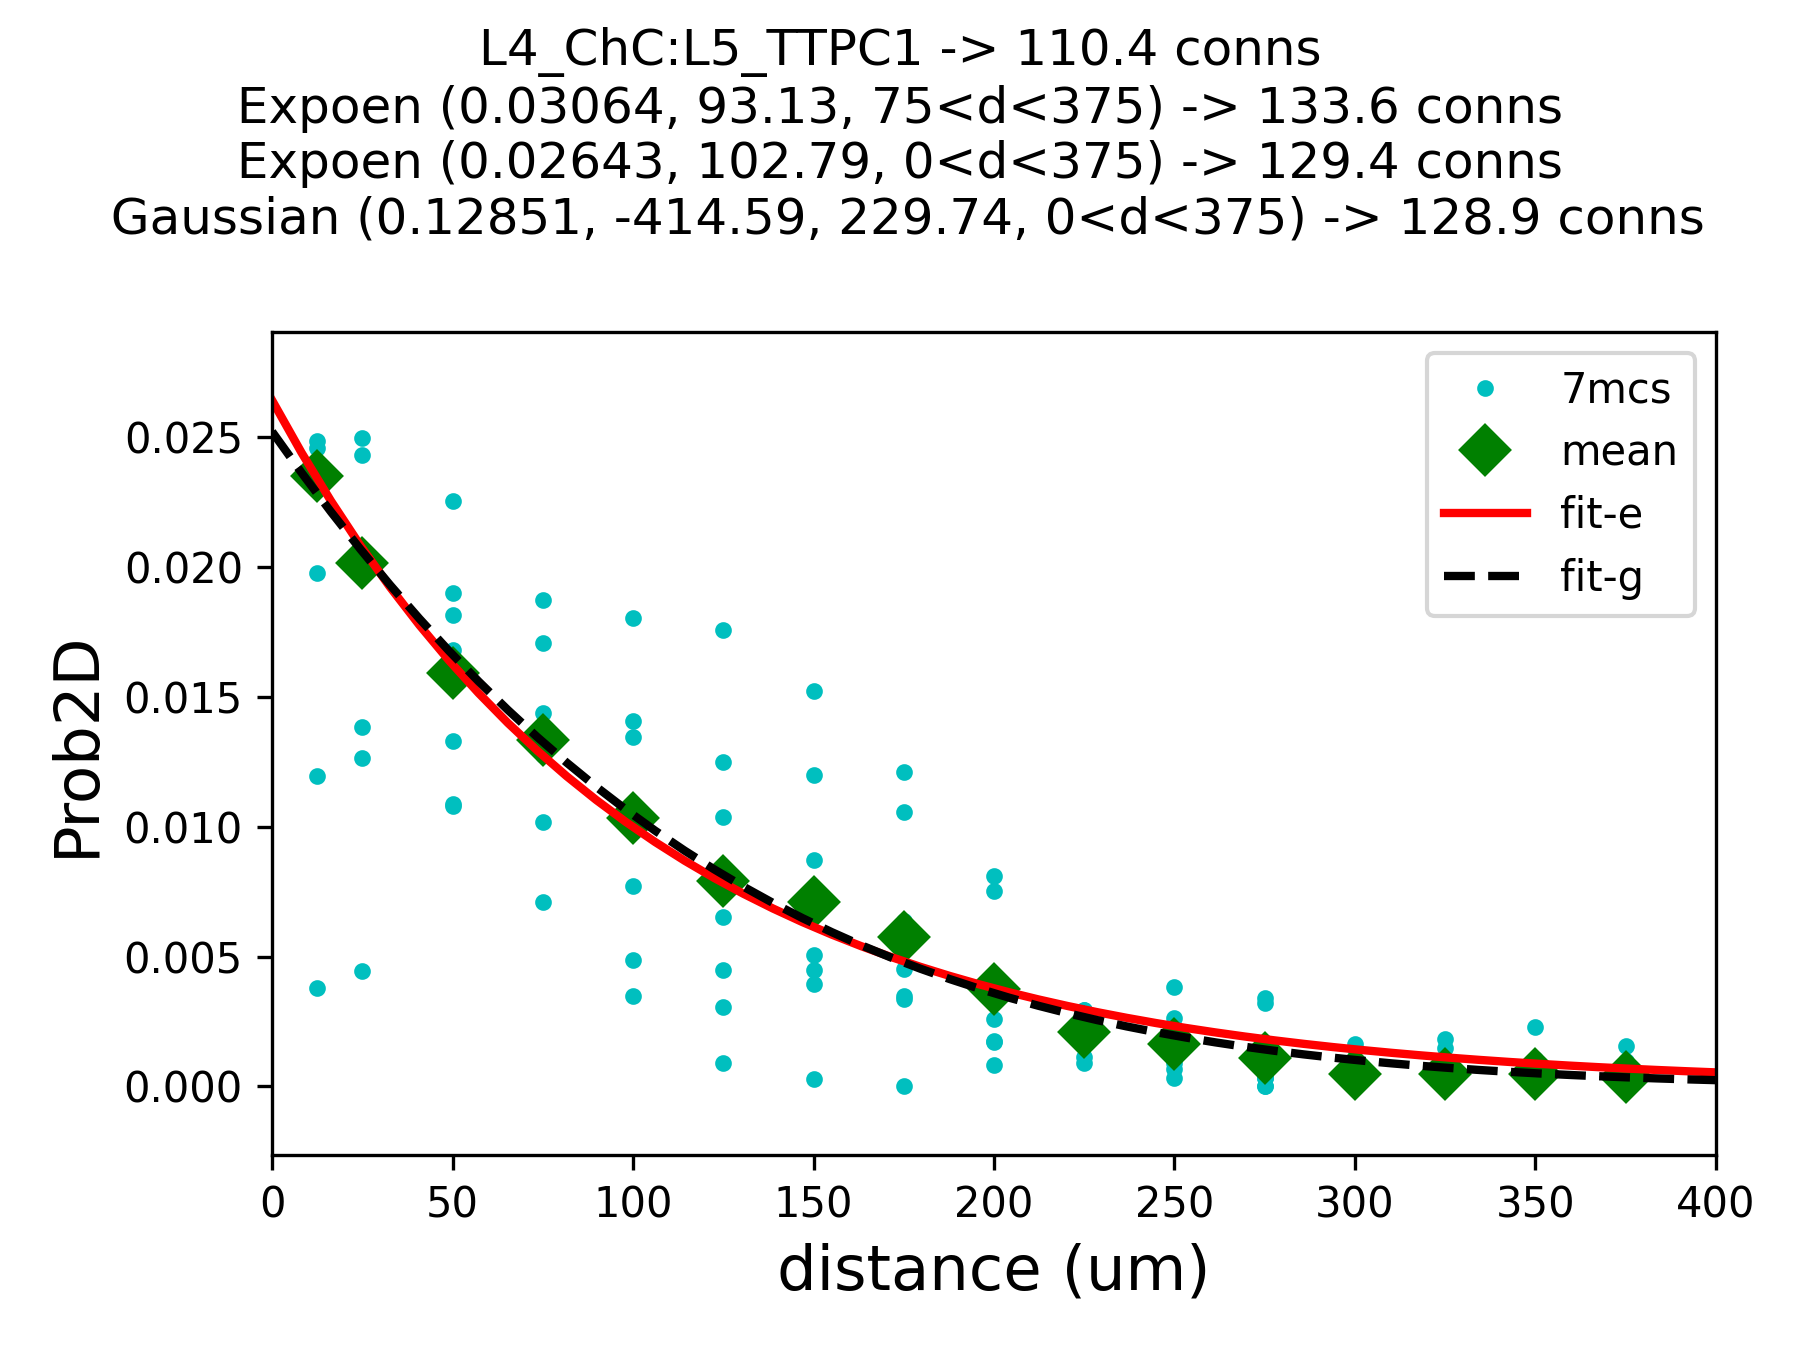 L4_ChC:L5_TTPC1 -> 110.4 conns
Expoen (0.03064, 93.13, 75<d<375) -> 133.6 conns
Expoen (0.02643, 102.79, 0<d<375) -> 129.4 conns
Gaussian (0.12851, -414.59, 229.74, 0<d<375) -> 128.9 conns
7mcs
mean
fit-e
fit-g
Prob2D
0.025
0.020
0.015
0.010
0.005
0.000
0 50 100 150 200 250 300 350 400
distance (um)